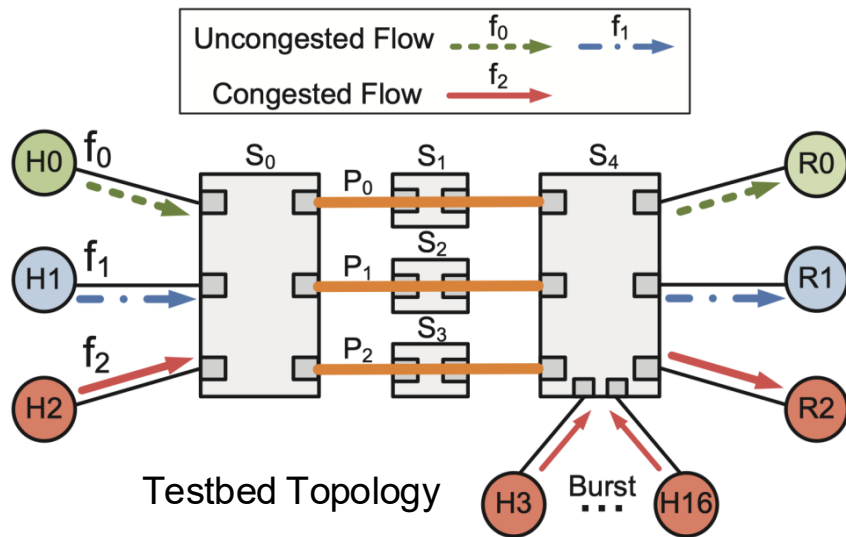 Uncongested Flow f₀ f₁
Congested Flow f₂
H0 f₀ S₀ S₁ S₄ R0
P₀
S₂
H1 f₁ P₁ R1
S₃
f₂ P₂
H2 R2
Testbed Topology H3 Burst ... H16